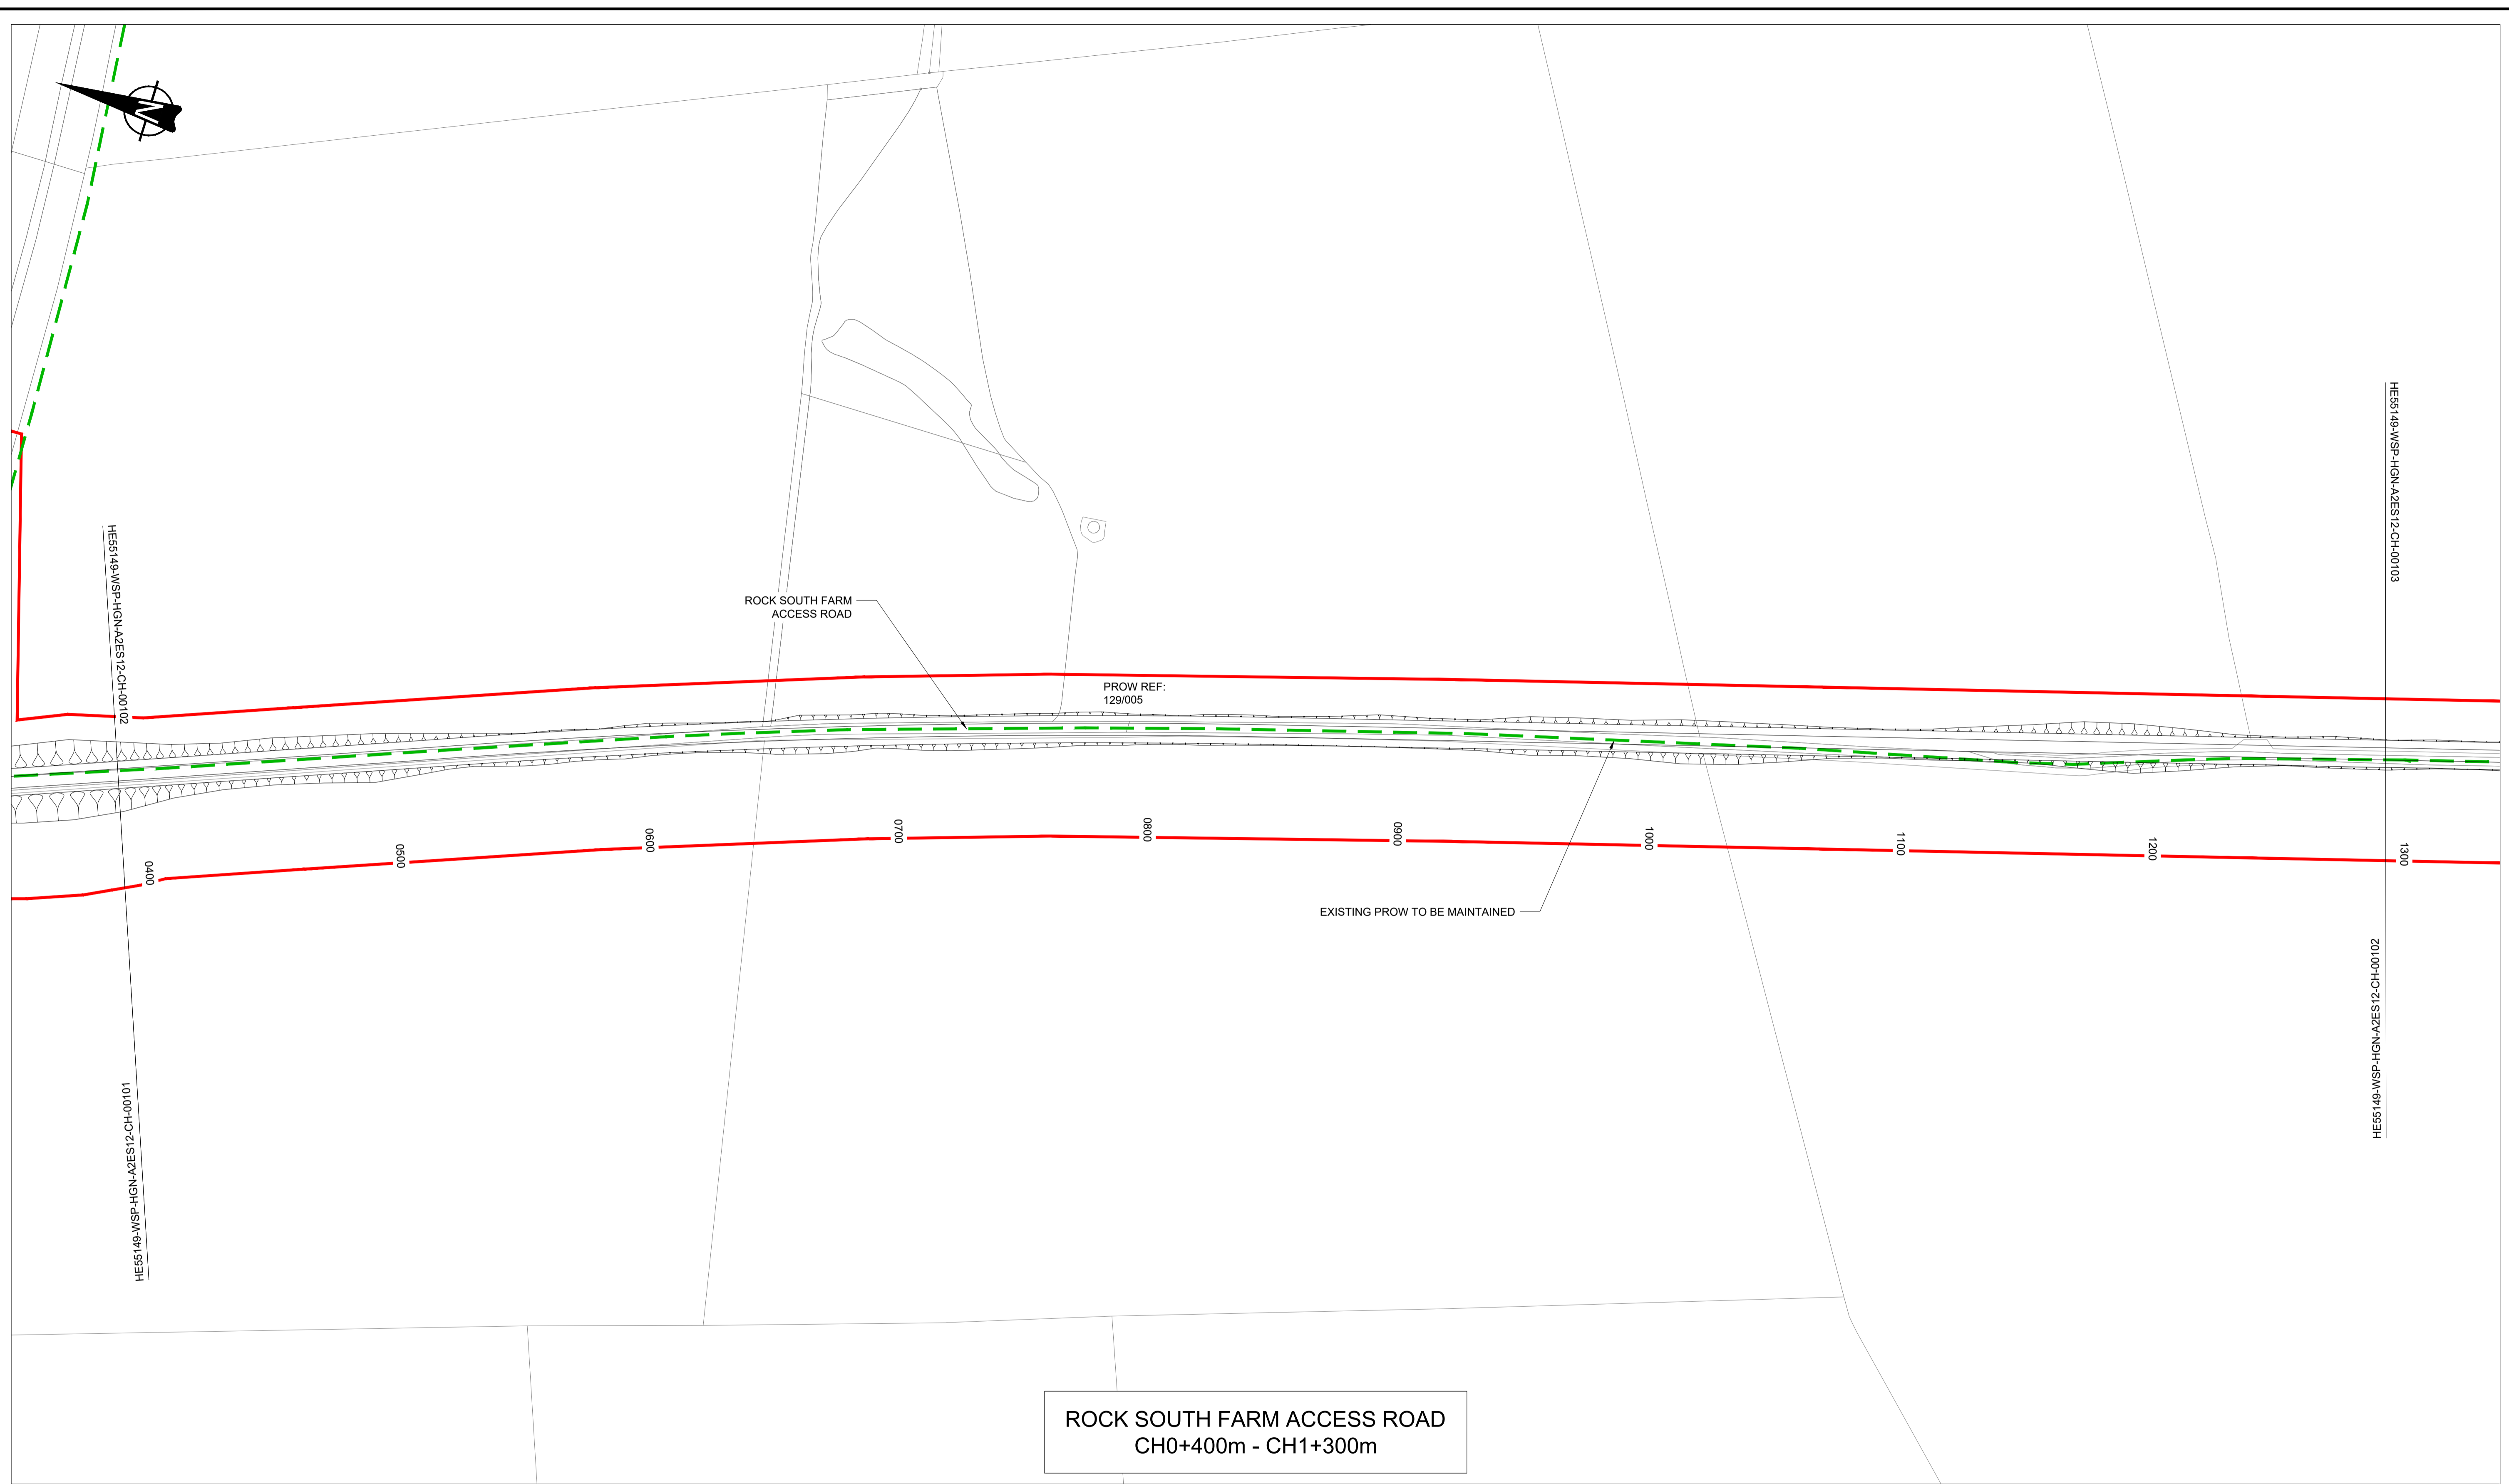 N
HE55149-WSP-HGN-A2ES12-CH-00103
HE55149-WSP-HGN-A2ES12-CH-00102
ROCK SOUTH FARM
ACCESS ROAD
PROW REF:
129/005
0400
0500
0600
0700
0800
0900
1000
1100
1200
1300
EXISTING PROW TO BE MAINTAINED
HE55149-WSP-HGN-A2ES12-CH-00101
HE55149-WSP-HGN-A2ES12-CH-00102
ROCK SOUTH FARM ACCESS ROAD
CH0+400m - CH1+300m